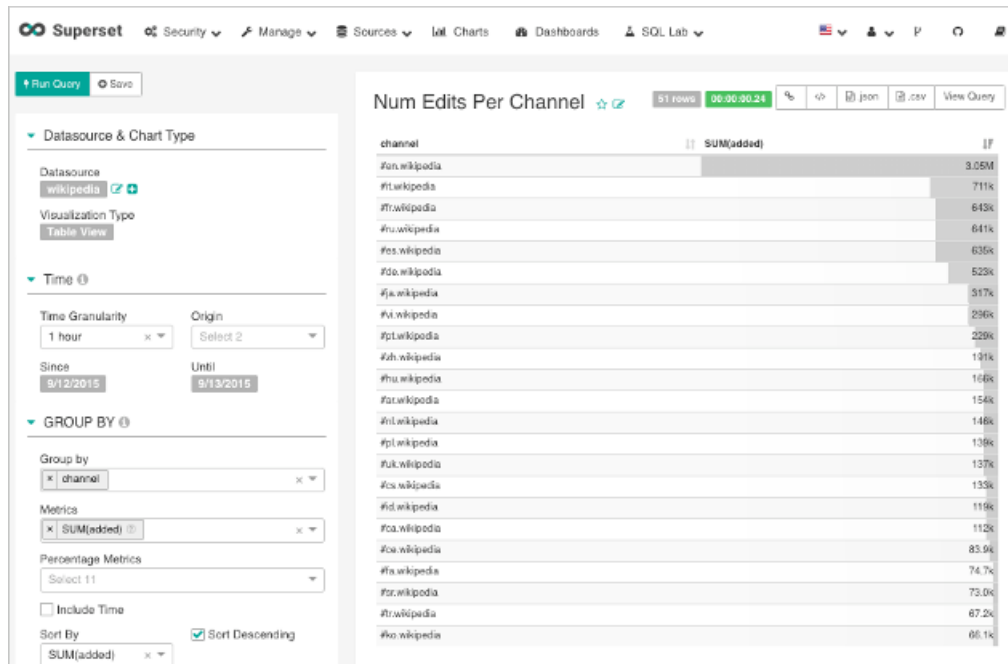 Superset Security Manage Sources Charts Dashboards SQL Lab
Run Query Save
Num Edits Per Channel 51 rows 00:00:00.24 </> .json .csv View Query
Datasource & Chart Type
Datasource
wikipedia
Visualization Type
Table View
Time
Time Granularity Origin
1 hour × Select 2
Since Until
9/12/2015 9/13/2015
GROUP BY
Group by
× channel ×
Metrics
× SUM(added) ×
Percentage Metrics
Select 11
Include Time
Sort By Sort Descending
SUM(added) ×
channel SUM(added)
#en.wikipedia 3.05M
#it.wikipedia 711k
#fr.wikipedia 643k
#ru.wikipedia 641k
#es.wikipedia 635k
#de.wikipedia 523k
#ja.wikipedia 317k
#vi.wikipedia 296k
#pt.wikipedia 229k
#zh.wikipedia 191k
#hu.wikipedia 166k
#ar.wikipedia 154k
#nl.wikipedia 146k
#pl.wikipedia 139k
#uk.wikipedia 137k
#cs.wikipedia 133k
#id.wikipedia 119k
#ca.wikipedia 112k
#ce.wikipedia 83.9k
#fa.wikipedia 74.7k
73.0k
#tr.wikipedia 67.2k
#ko.wikipedia 66.1k